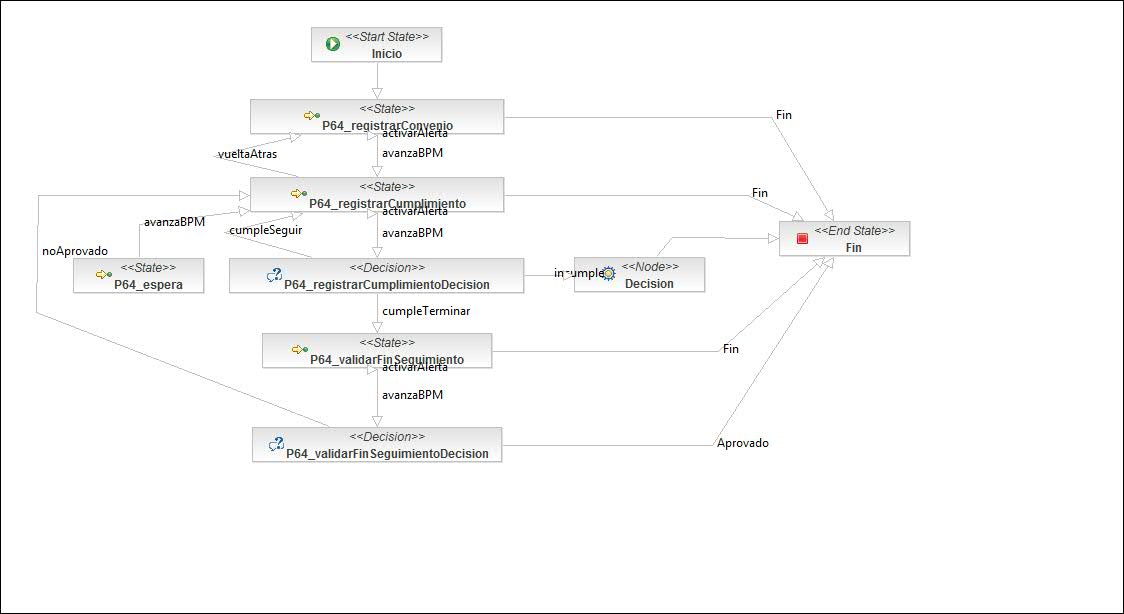 <<Start State>>
Inicio
<<State>>
P64_registrarConvenio
Fin
activarAlerta
vueltaAtras
avanzaBPM
<<State>>
P64_registrarCumplimiento
Fin
activarAlerta
avanzaBPM
cumpleSeguir
avanzaBPM
<<End State>>
Fin
noAprovado
<<State>>
P64_espera
<<Decision>>
P64_registrarCumplimientoDecision
incumple
<<Node>>
Decision
cumpleTerminar
<<State>>
P64_validarFinSeguimiento
Fin
activarAlerta
avanzaBPM
<<Decision>>
P64_validarFinSeguimientoDecision
Aprovado